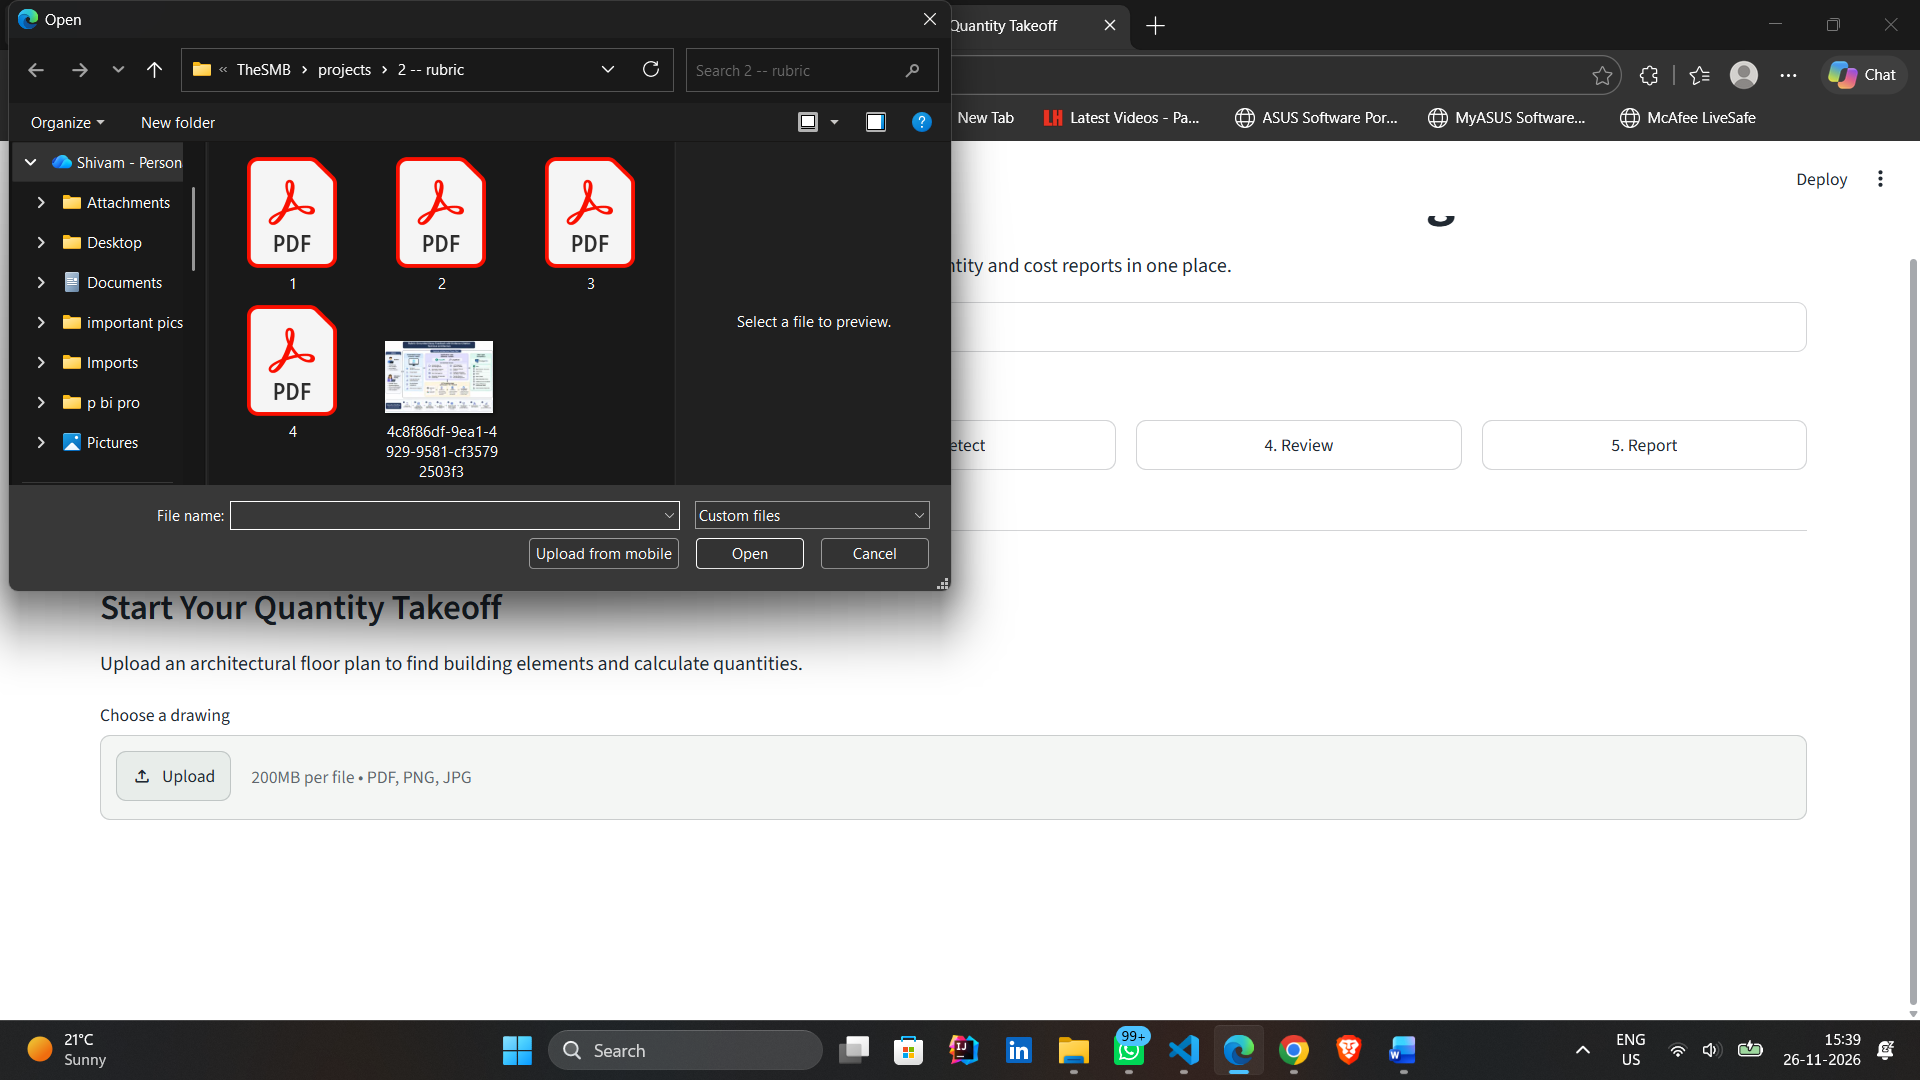 Open
Quantity Takeoff
« TheSMB › projects › 2 -- rubric
Search 2 -- rubric
Chat
Organize
New folder
New Tab
LH Latest Videos - Pa...
ASUS Software Por...
MyASUS Software...
McAfee LiveSafe
Shivam - Person
Attachments
Desktop
Documents
important pics
Imports
p bi pro
Pictures
PDF
1
PDF
2
PDF
3
PDF
4
4c8f86df-9ea1-4
929-9581-cf3579
2503f3
Select a file to preview.
File name:
Custom files
Upload from mobile
Open
Cancel
Deploy
ntity and cost reports in one place.
etect
4. Review
5. Report
Start Your Quantity Takeoff
Upload an architectural floor plan to find building elements and calculate quantities.
Choose a drawing
Upload
200MB per file • PDF, PNG, JPG
21°C
Sunny
Search
IJ
in
99+
W
ENG
US
15:39
26-11-2026